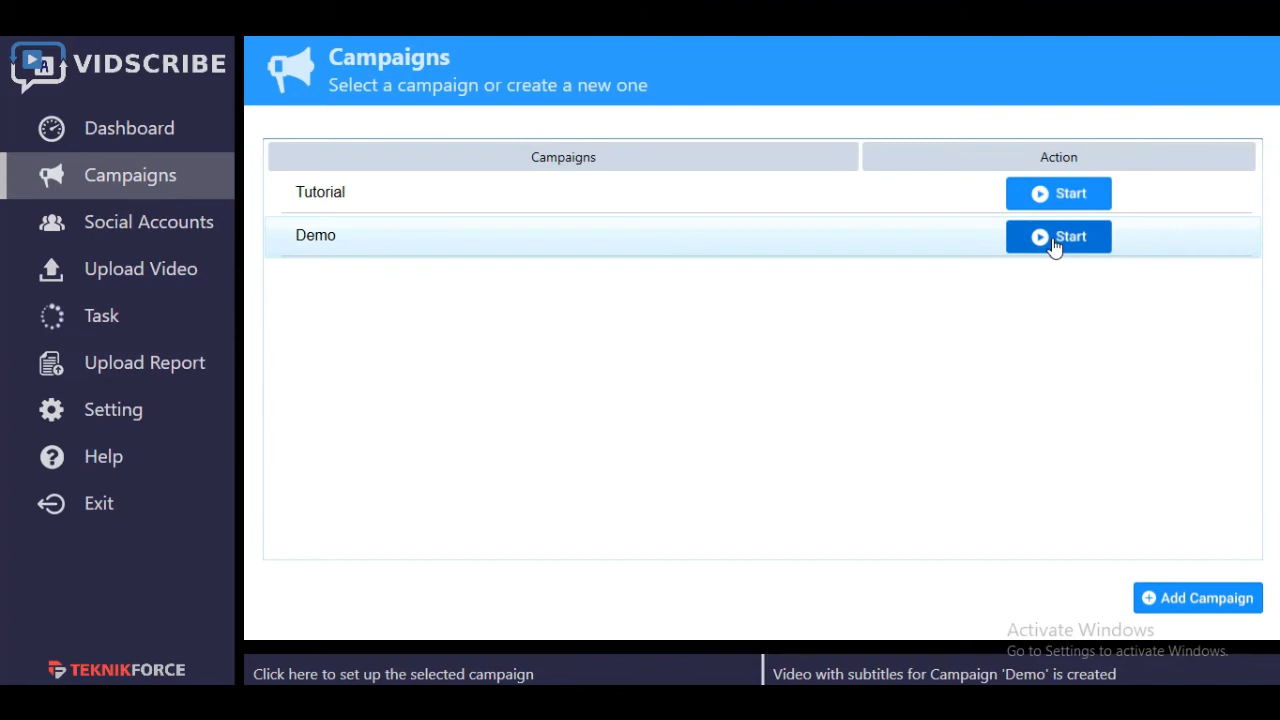 VIDSCRIBE
A
Dashboard
Campaigns
Social Accounts
Upload Video
Task
Upload Report
Setting
Help
Exit
TEKNIKFORCE
Campaigns
Select a campaign or create a new one
Campaigns
Action
Tutorial
Start
Demo
Start
Add Campaign
Activate Windows
Go to Settings to activate Windows.
Click here to set up the selected campaign
Video with subtitles for Campaign 'Demo' is created